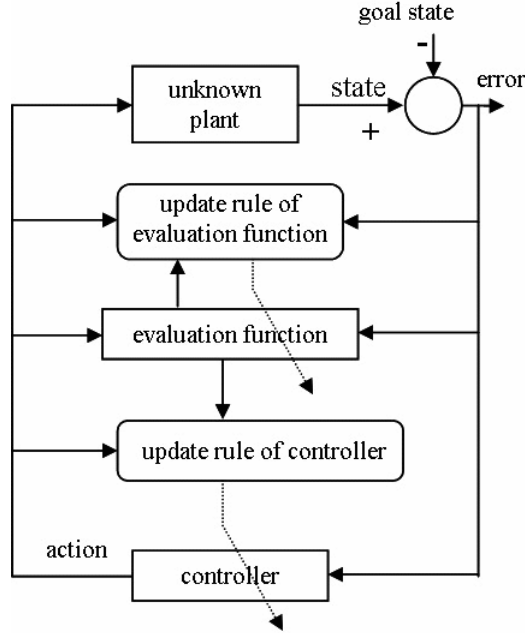 goal state
-
error
unknown
plant
state
+
update rule of
evaluation function
evaluation function
update rule of controller
action
controller